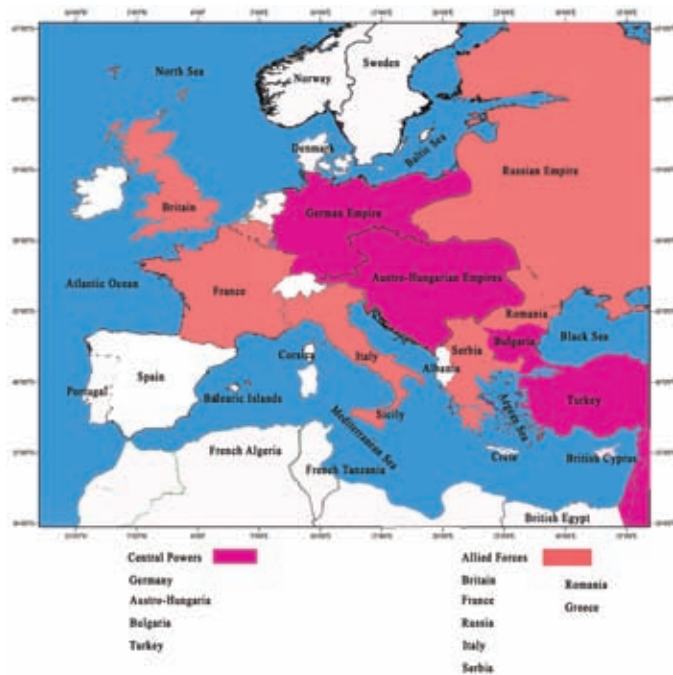 North Sea
Norway
Sweden
Denmark
Baltic Sea
Russian Empire
Britain
German Empire
Atlantic Ocean
France
Austro-Hungarian Empires
Romania
Black Sea
Serbia
Bulgaria
Corsica
Italy
Albania
Spain
Portugal
Balearic Islands
Turkey
Sicily
Aegean Sea
Mediterranean Sea
French Algeria
French Tanzania
Crete
British Cyprus
British Egypt
Central Powers
Germany
Austro-Hungaria
Bulgaria
Turkey
Allied Forces
Britain
France
Russia
Italy
Serbia
Romania
Greece